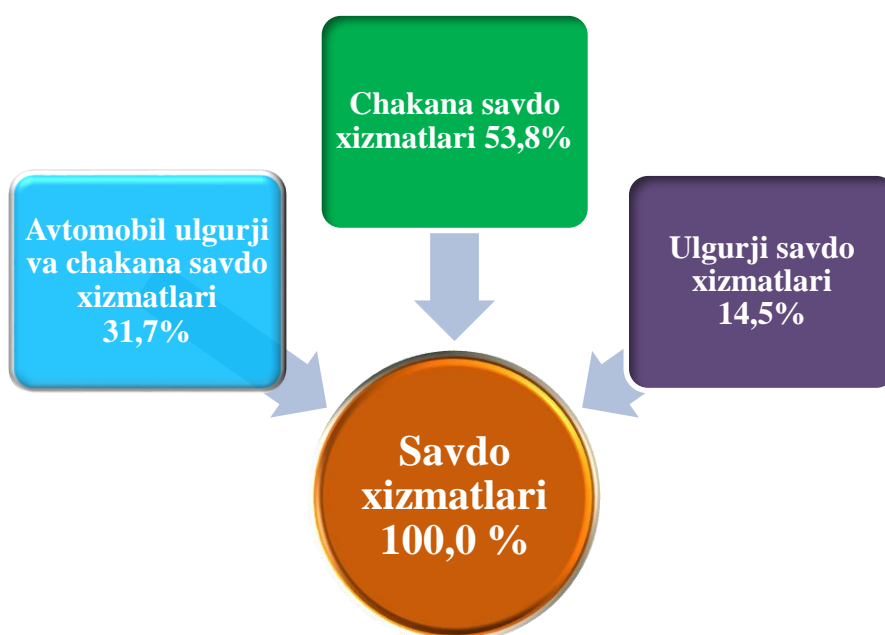 Chakana savdo
xizmatlari 53,8%
Avtomobil ulgurji
va chakana savdo
xizmatlari
31,7%
Ulgurji savdo
xizmatlari
14,5%
Savdo
xizmatlari
100,0 %